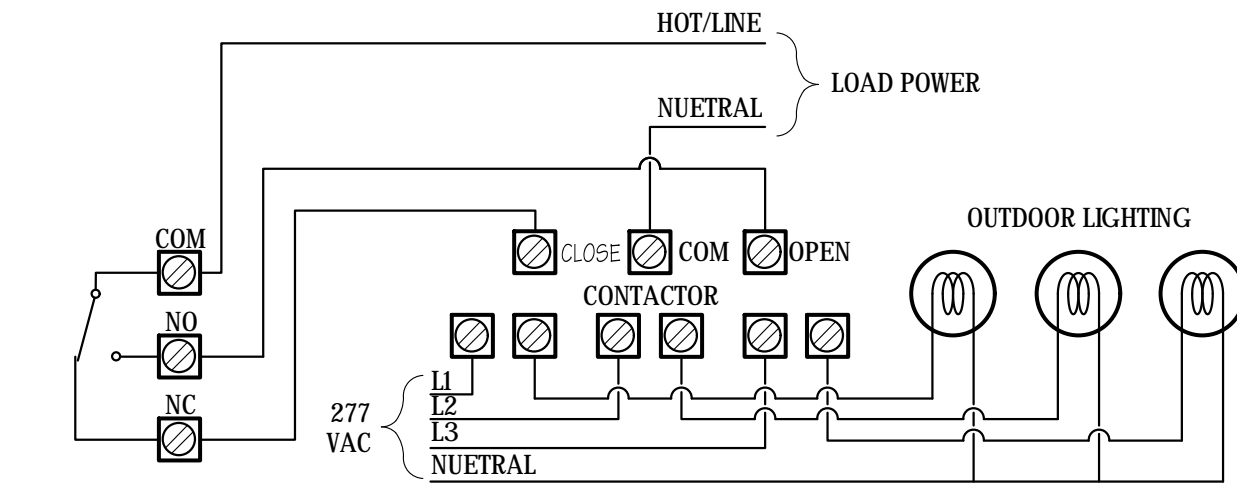 HOT/LINE
LOAD POWER
NUETRAL
OUTDOOR LIGHTING
COM
CLOSE
COM
OPEN
CONTACTOR
NO
L1
NC
277
VAC
L2
L3
NUETRAL